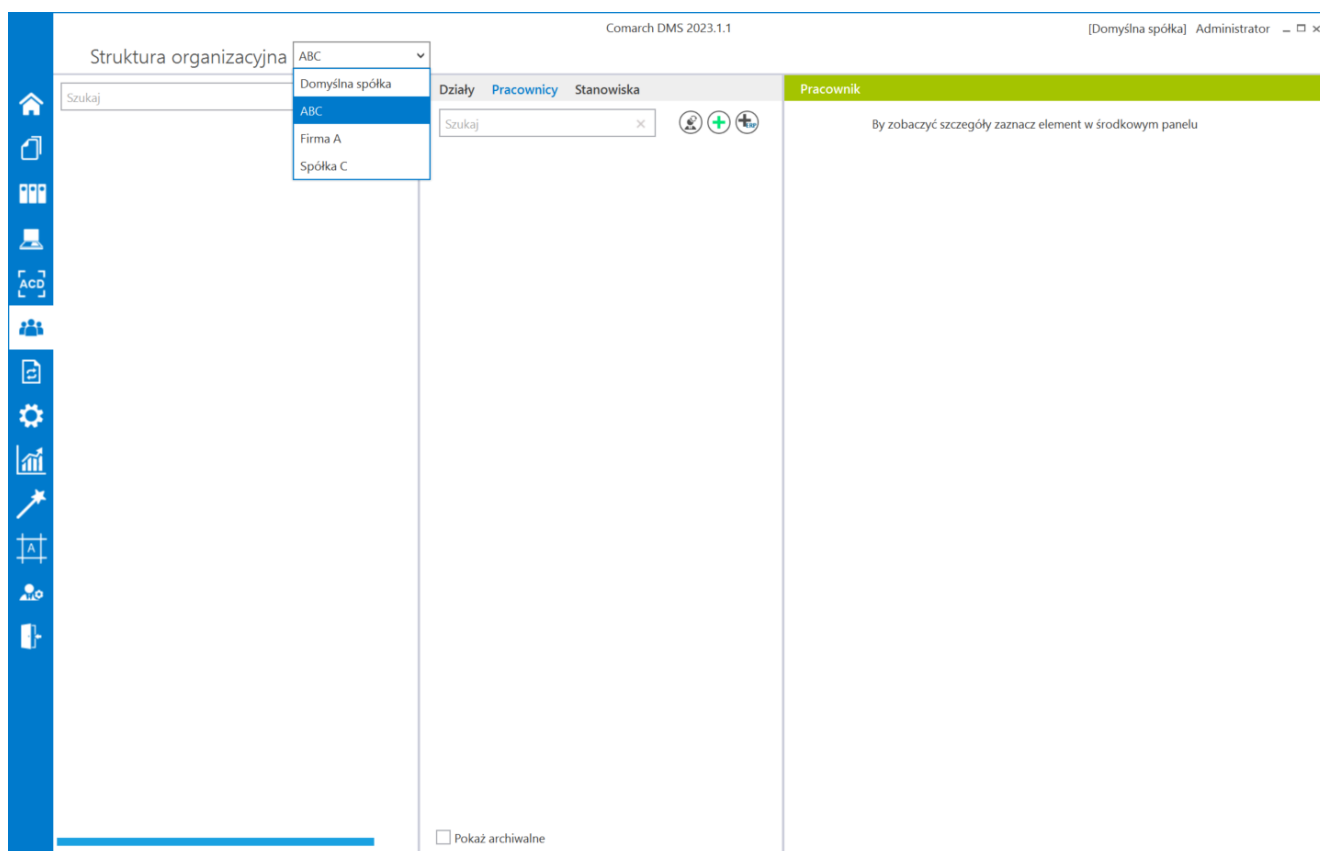 Comarch DMS 2023.1.1
[Domyślna spółka] Administrator
Struktura organizacyjna ABC
Domyślna spółka
ABC
Firma A
Spółka C
Szukaj
Działy Pracownicy Stanowiska
Szukaj
ERP
Pracownik
By zobaczyć szczegóły zaznacz element w środkowym panelu
ACD
A
Pokaż archiwalne